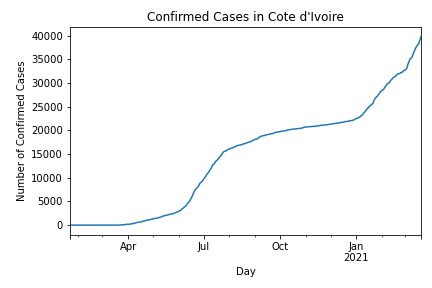 Confirmed Cases in Cote d'Ivoire
Number of Confirmed Cases
40000
35000
30000
25000
20000
15000
10000
5000
0
Apr
Jul
Oct
Jan
2021
Day